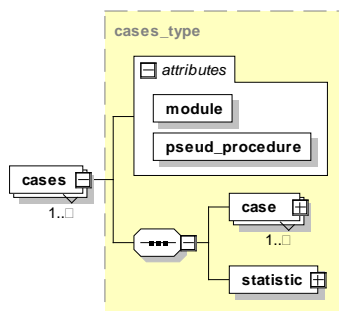 cases_type
attributes
module
pseud_procedure
cases
1..□
case
1..□
statistic